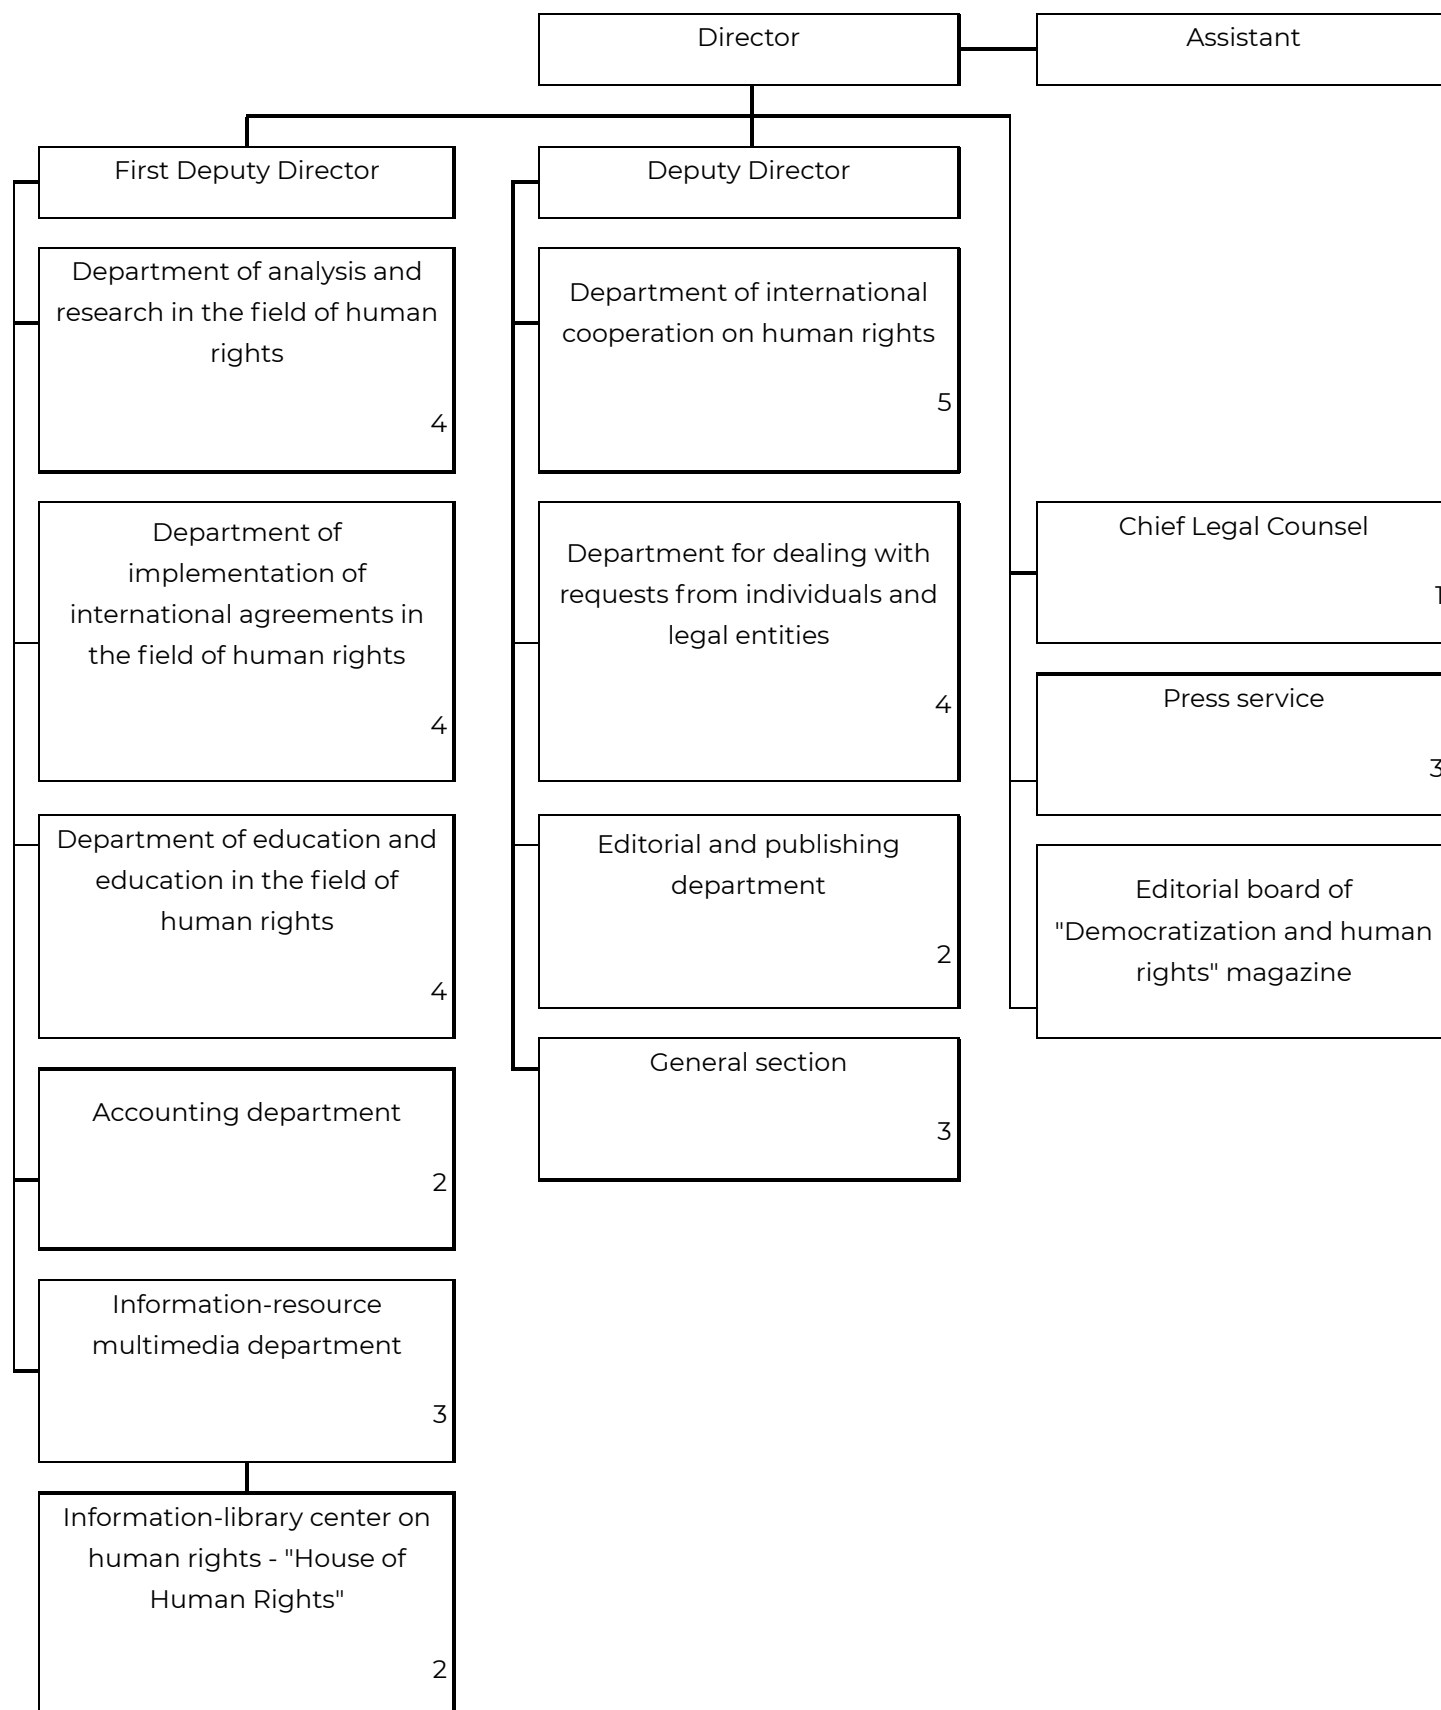 Director
Assistant
First Deputy Director
Deputy Director
Department of analysis and
research in the field of human
rights
4
Department of international
cooperation on human rights
5
Department of
implementation of
international agreements in
the field of human rights
4
Department for dealing with
requests from individuals and
legal entities
4
Chief Legal Counsel
1
Press service
3
Department of education and
education in the field of
human rights
4
Editorial and publishing
department
2
Editorial board of
"Democratization and human
rights" magazine
Accounting department
2
General section
3
Information-resource
multimedia department
3
Information-library center on
human rights - "House of
Human Rights"
2